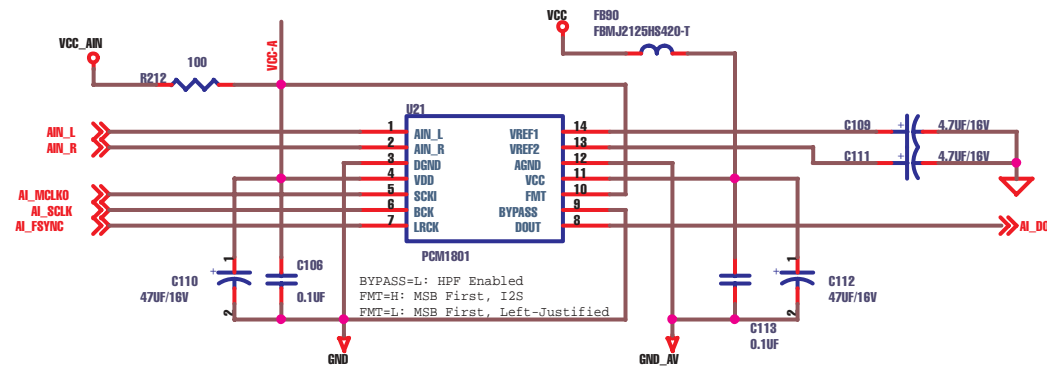 VCC
FB90
FBMJ2125HS420-T
VCC_AIN
VCC-A
100
R212
U21
AIN_L
1
AIN_L
VREF1
14
C109
+
4.7UF/16V
AIN_R
2
AIN_R
VREF2
13
3
DGND
AGND
12
C111
+
4.7UF/16V
4
VDD
VCC
11
AI_MCLKO
5
SCKI
FMT
10
AI_SCLK
6
BCK
BYPASS
9
AI_FSYNC
7
LRCK
DOUT
8
AI_DO
PCM1801
C110
47UF/16V
+
1
2
C106
0.1UF
BYPASS=L: HPF Enabled
FMT=H: MSB First, I2S
FMT=L: MSB First, Left-Justified
+
1
2
C112
47UF/16V
C113
0.1UF
GND
GND_AV